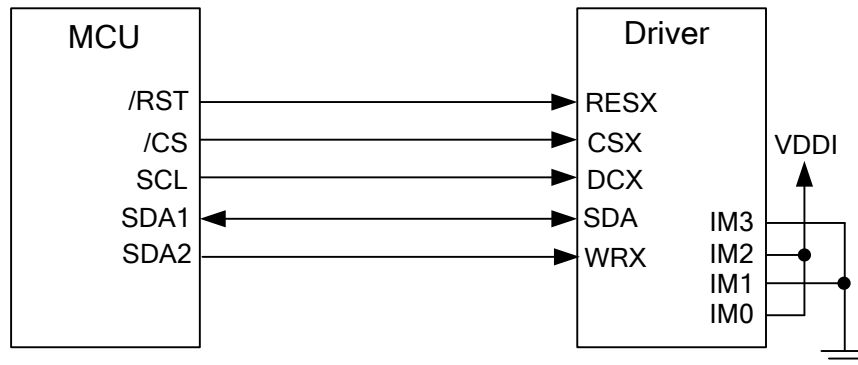 MCU
Driver
/RST
RESX
/CS
CSX
VDDI
SCL
DCX
SDA1
SDA
IM3
SDA2
WRX
IM2
IM1
IM0